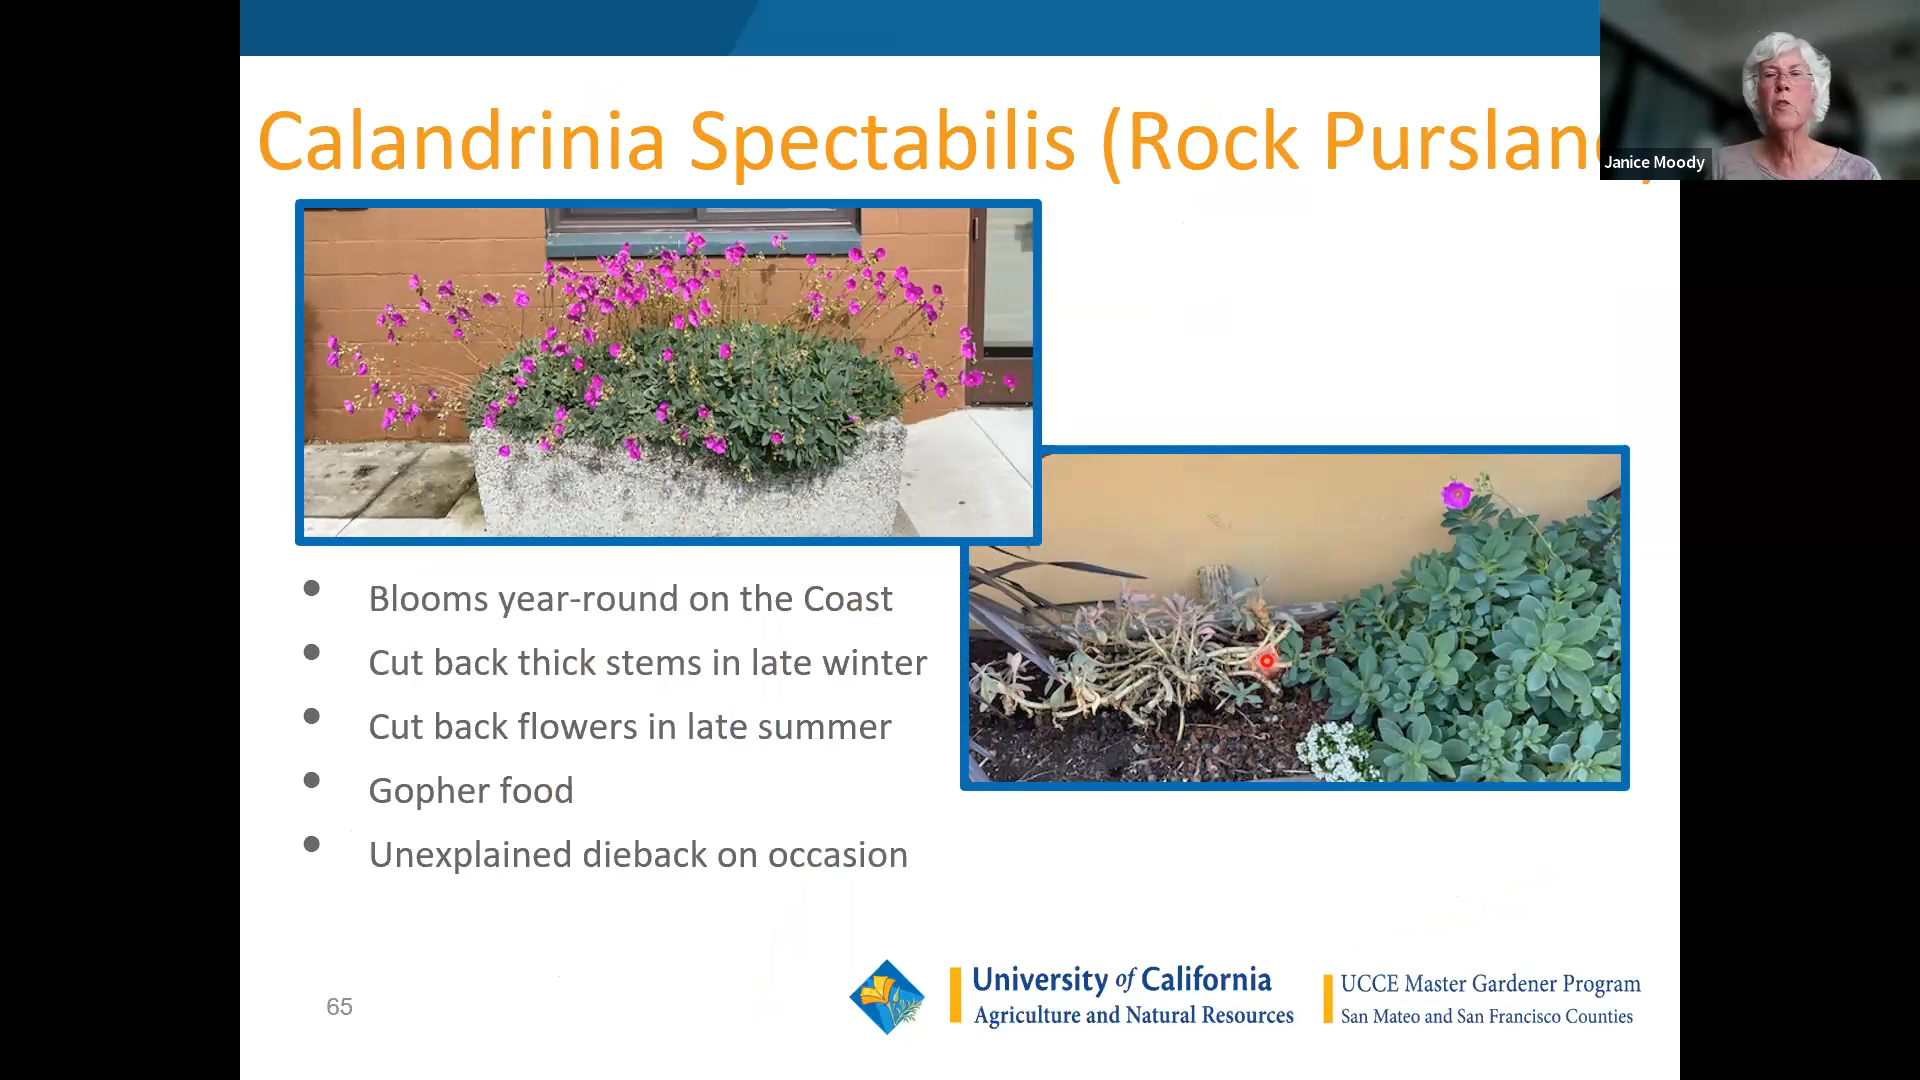 Calandrinia Spectabilis (Rock Purslan
Janice Moody
• Blooms year-round on the Coast
• Cut back thick stems in late winter
• Cut back flowers in late summer
• Gopher food
• Unexplained dieback on occasion
65
University of California
Agriculture and Natural Resources
UCCE Master Gardener Program
San Mateo and San Francisco Counties